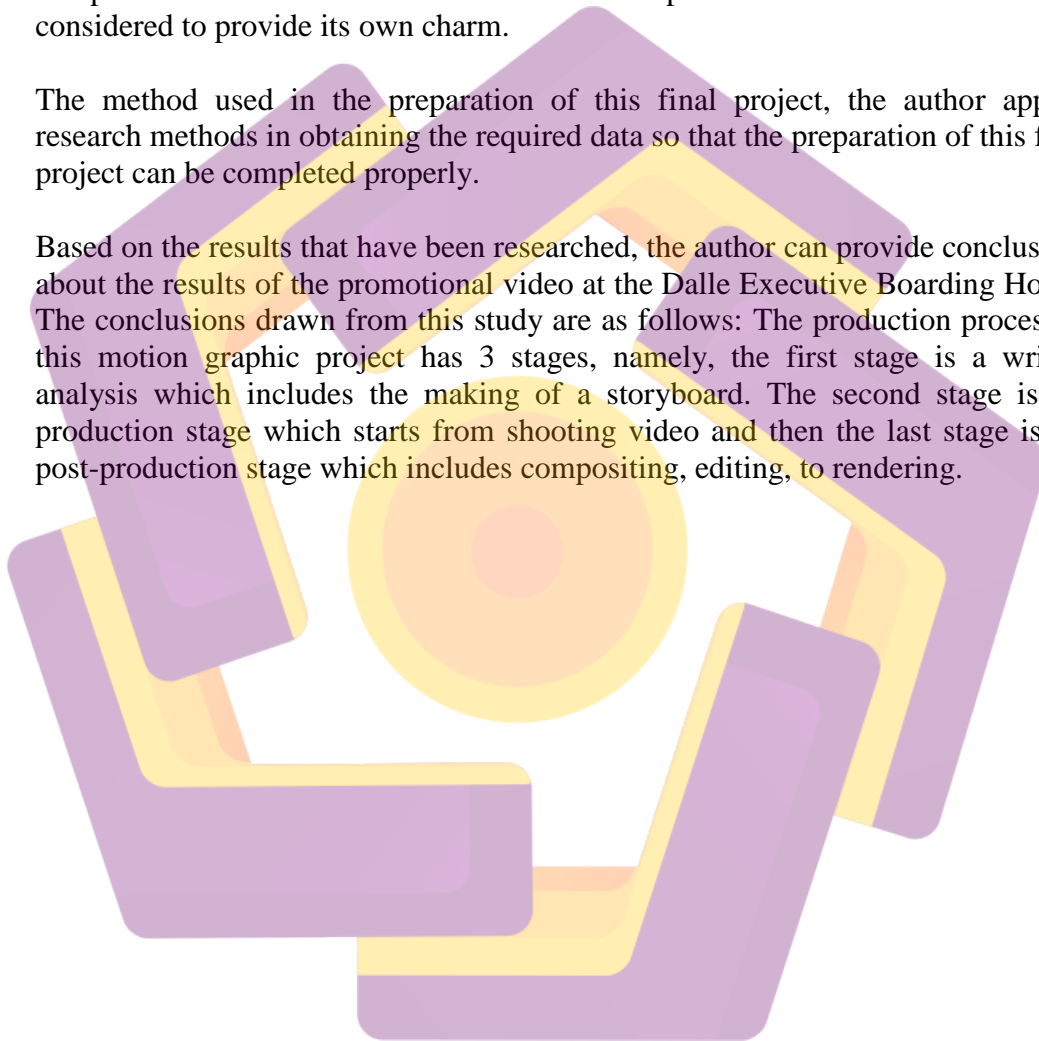 considered to provide its own charm.
The method used in the preparation of this final project, the author app
research methods in obtaining the required data so that the preparation of this f
project can be completed properly.
Based on the results that have been researched, the author can provide conclus
about the results of the promotional video at the Dalle Executive Boarding Ho
The conclusions drawn from this study are as follows: The production proces
this motion graphic project has 3 stages, namely, the first stage is a wri
analysis which includes the making of a storyboard. The second stage is
production stage which starts from shooting video and then the last stage is
post-production stage which includes compositing, editing, to rendering.